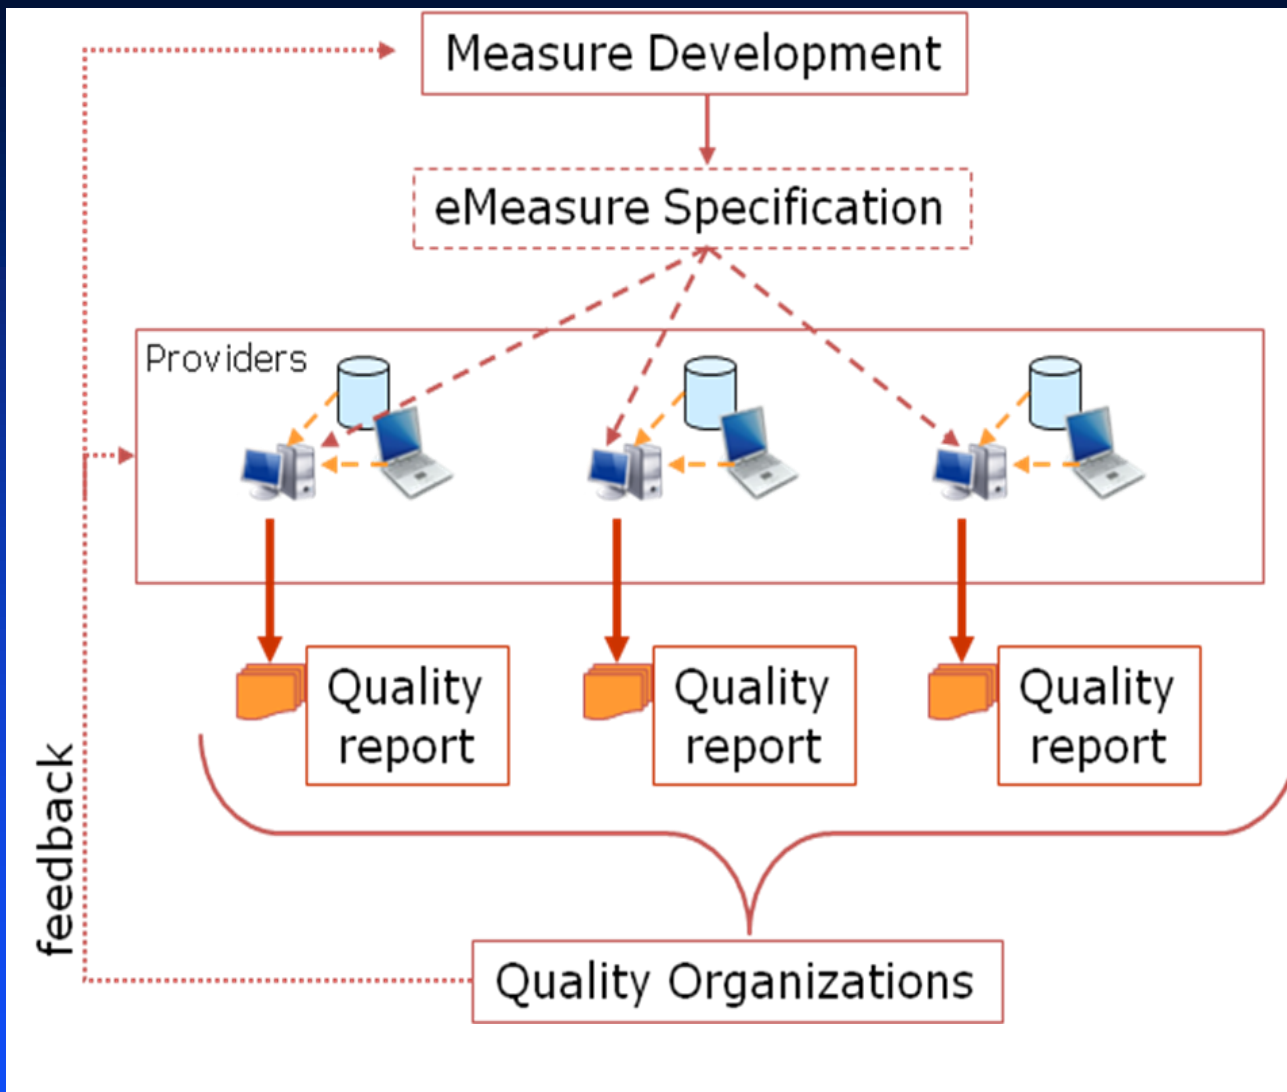 Measure Development
eMeasure Specification
Providers
Quality
report
Quality
report
Quality
report
feedback
Quality Organizations